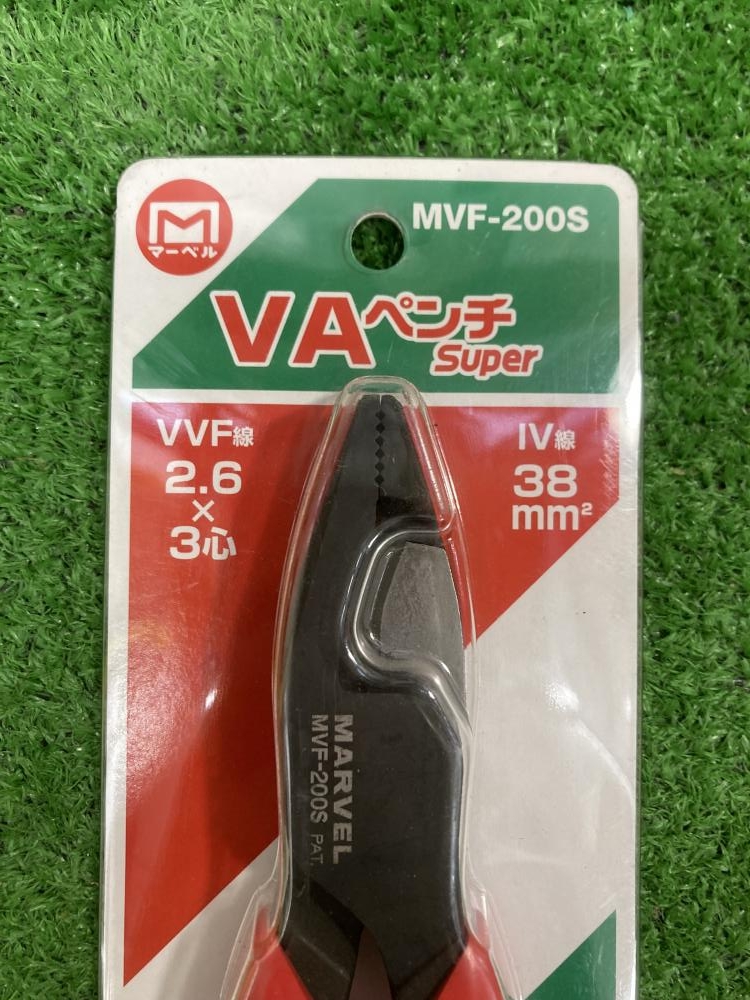 M
マーベル
MVF-200S
VAペンチ
Super
VVF線
2.6
×
3心
IV線
38
mm²
MARVEL
MVF-200S PAT.